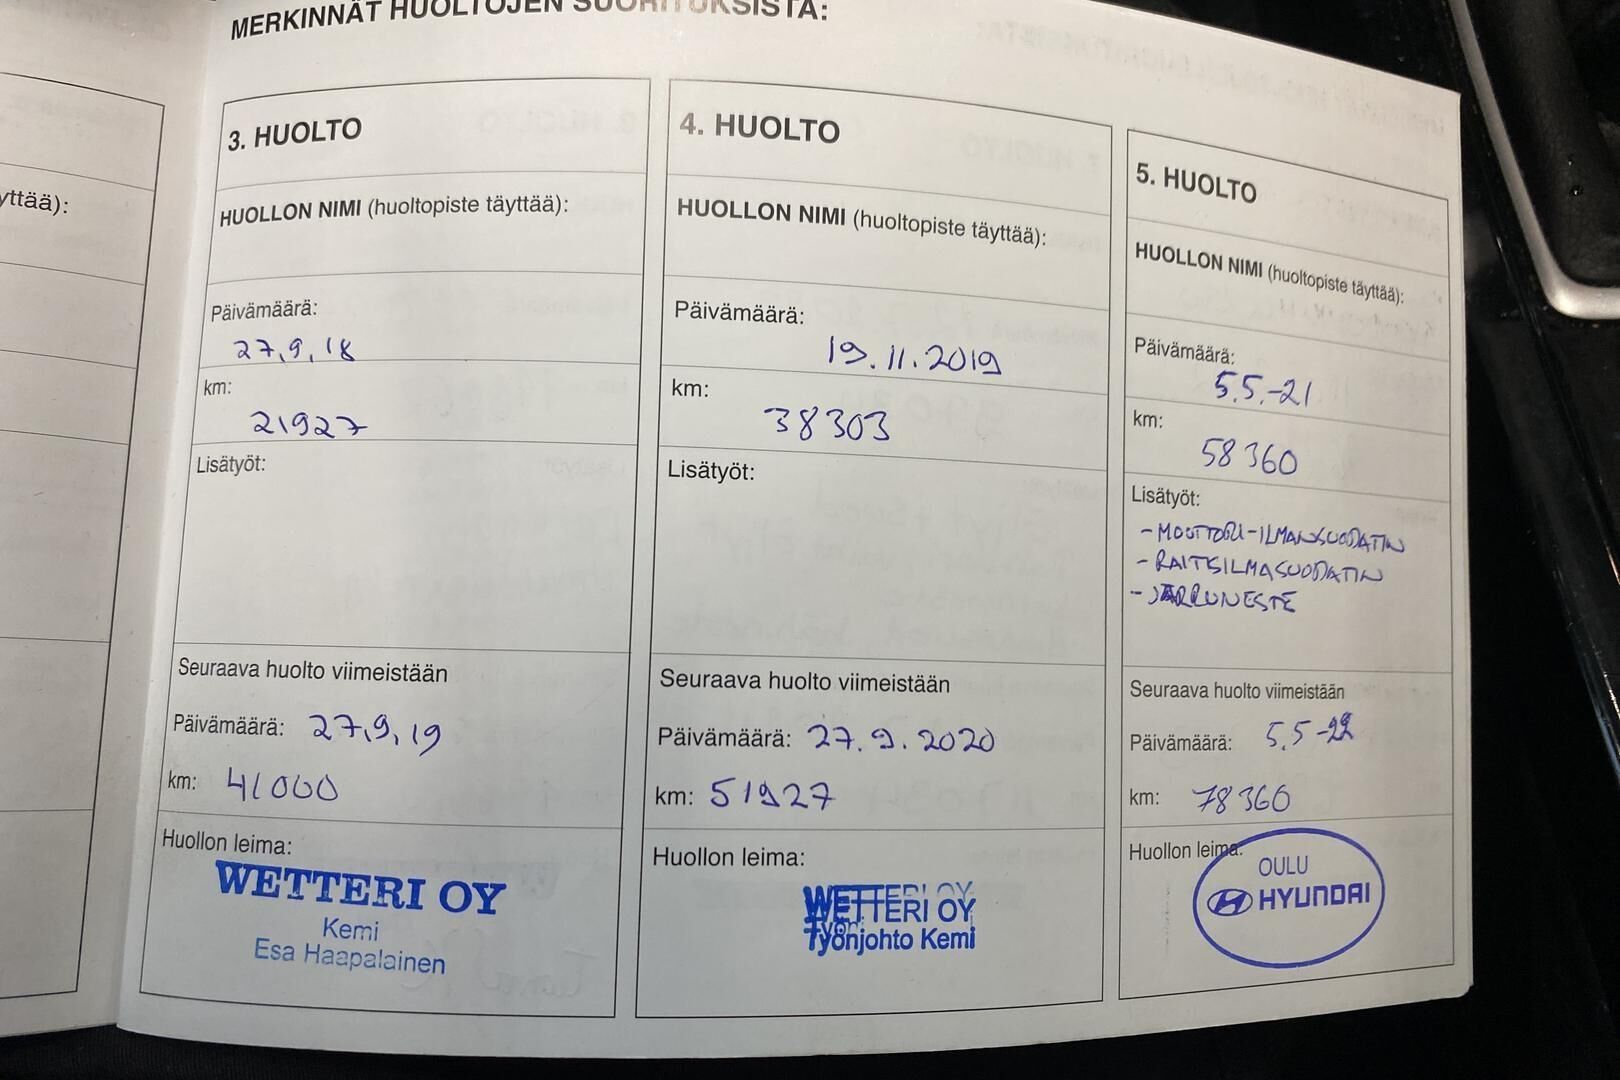 MERKINNÄT HUOLTOJEN SUORITUKSISTA:
yttää):
3. HUOLTO
HUOLLON NIMI (huoltopiste täyttää):
Päivämäärä:
27,9,18
km:
21927
Lisätyöt:
Seuraava huolto viimeistään
Päivämäärä: 27,9,19
km: 41000
Huollon leima:
WETTERI OY
Kemi
Esa Haapalainen
4. HUOLTO
HUOLLON NIMI (huoltopiste täyttää):
Päivämäärä:
19.11.2019
km:
38303
Lisätyöt:
Seuraava huolto viimeistään
Päivämäärä: 27.9.2020
km: 51927
Huollon leima:
WETTERI OY
Työnjohto Kemi
5. HUOLTO
HUOLLON NIMI (huoltopiste täyttää):
Päivämäärä:
5.5.-21
km:
58360
Lisätyöt:
- MOOTTORI-ILMANSUODATIN
- RAITSILMASUODATIN
- JARRUNESTE
Seuraava huolto viimeistään
Päivämäärä: 5.5-22
km: 78360
Huollon leima:
OULU
HYUNDAI